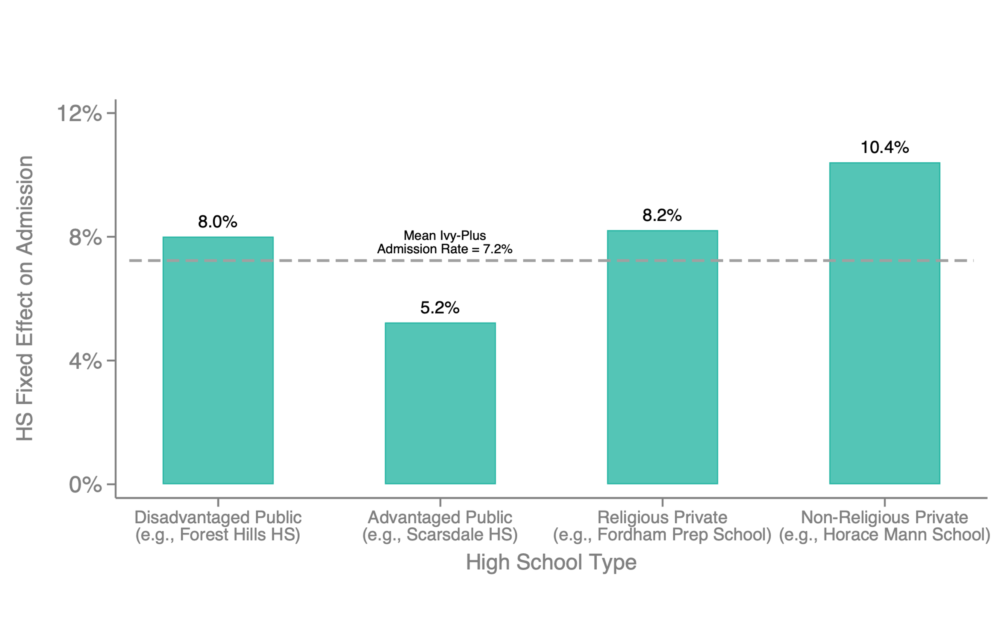 12%
8%
4%
0%
HS Fixed Effect on Admission
8.0%
Mean Ivy-Plus
Admission Rate = 7.2%
5.2%
8.2%
10.4%
Disadvantaged Public
(e.g., Forest Hills HS)
Advantaged Public
(e.g., Scarsdale HS)
Religious Private
(e.g., Fordham Prep School)
Non-Religious Private
(e.g., Horace Mann School)
High School Type